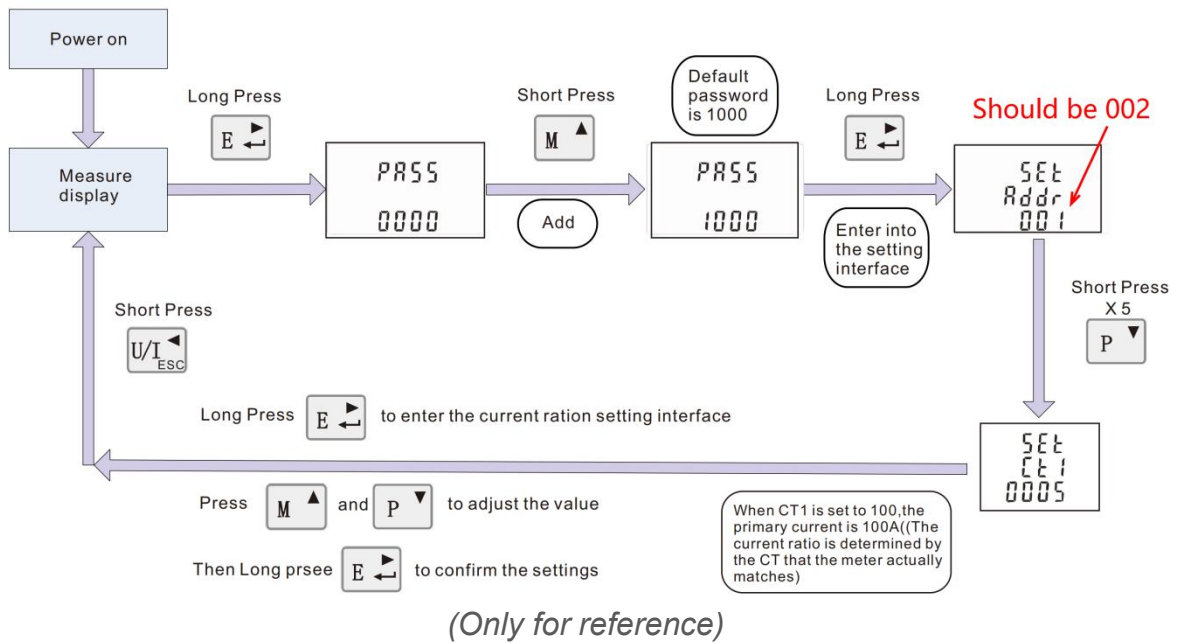 Power on
Long Press
E
Short Press
M
Default
password
is 1000
Long Press
E
Should be 002
Measure
display
PASS
0000
Add
PASS
1000
Enter into
the setting
interface
SEt
Addr
001
Short Press
U/I
ESC
Short Press
X 5
P
Long Press E to enter the current ration setting interface
SEt
Ct1
0005
Press M and P to adjust the value
Then Long prsee E to confirm the settings
When CT1 is set to 100,the
primary current is 100A((The
current ratio is determined by
the CT that the meter actually
matches)
(Only for reference)